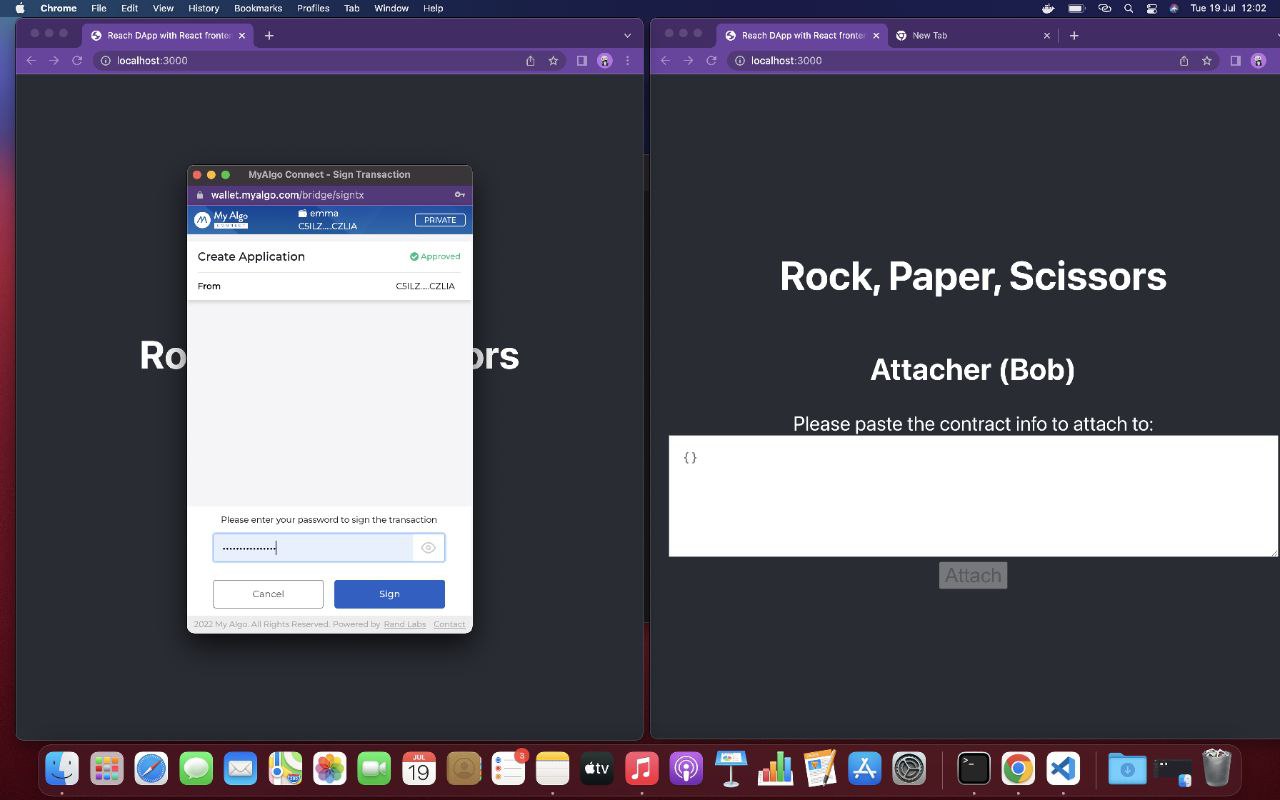 Chrome File Edit View History Bookmarks Profiles Tab Window Help
Tue 19 Jul 12:02
Reach DApp with React fronte
localhost:3000
MyAlgo Connect - Sign Transaction
wallet.myalgo.com/bridge/signtx
My Algo
CONNECT
emma
C5ILZ....CZLIA
PRIVATE
Create Application
Approved
From
C5ILZ....CZLIA
Ro
ors
Please enter your password to sign the transaction
Cancel
Sign
2022 My Algo. All Rights Reserved. Powered by Rand Labs Contact
Reach DApp with React fronte
New Tab
localhost:3000
Rock, Paper, Scissors
Attacher (Bob)
Please paste the contract info to attach to:
{}
Attach
JUL
19
3
tv
>_